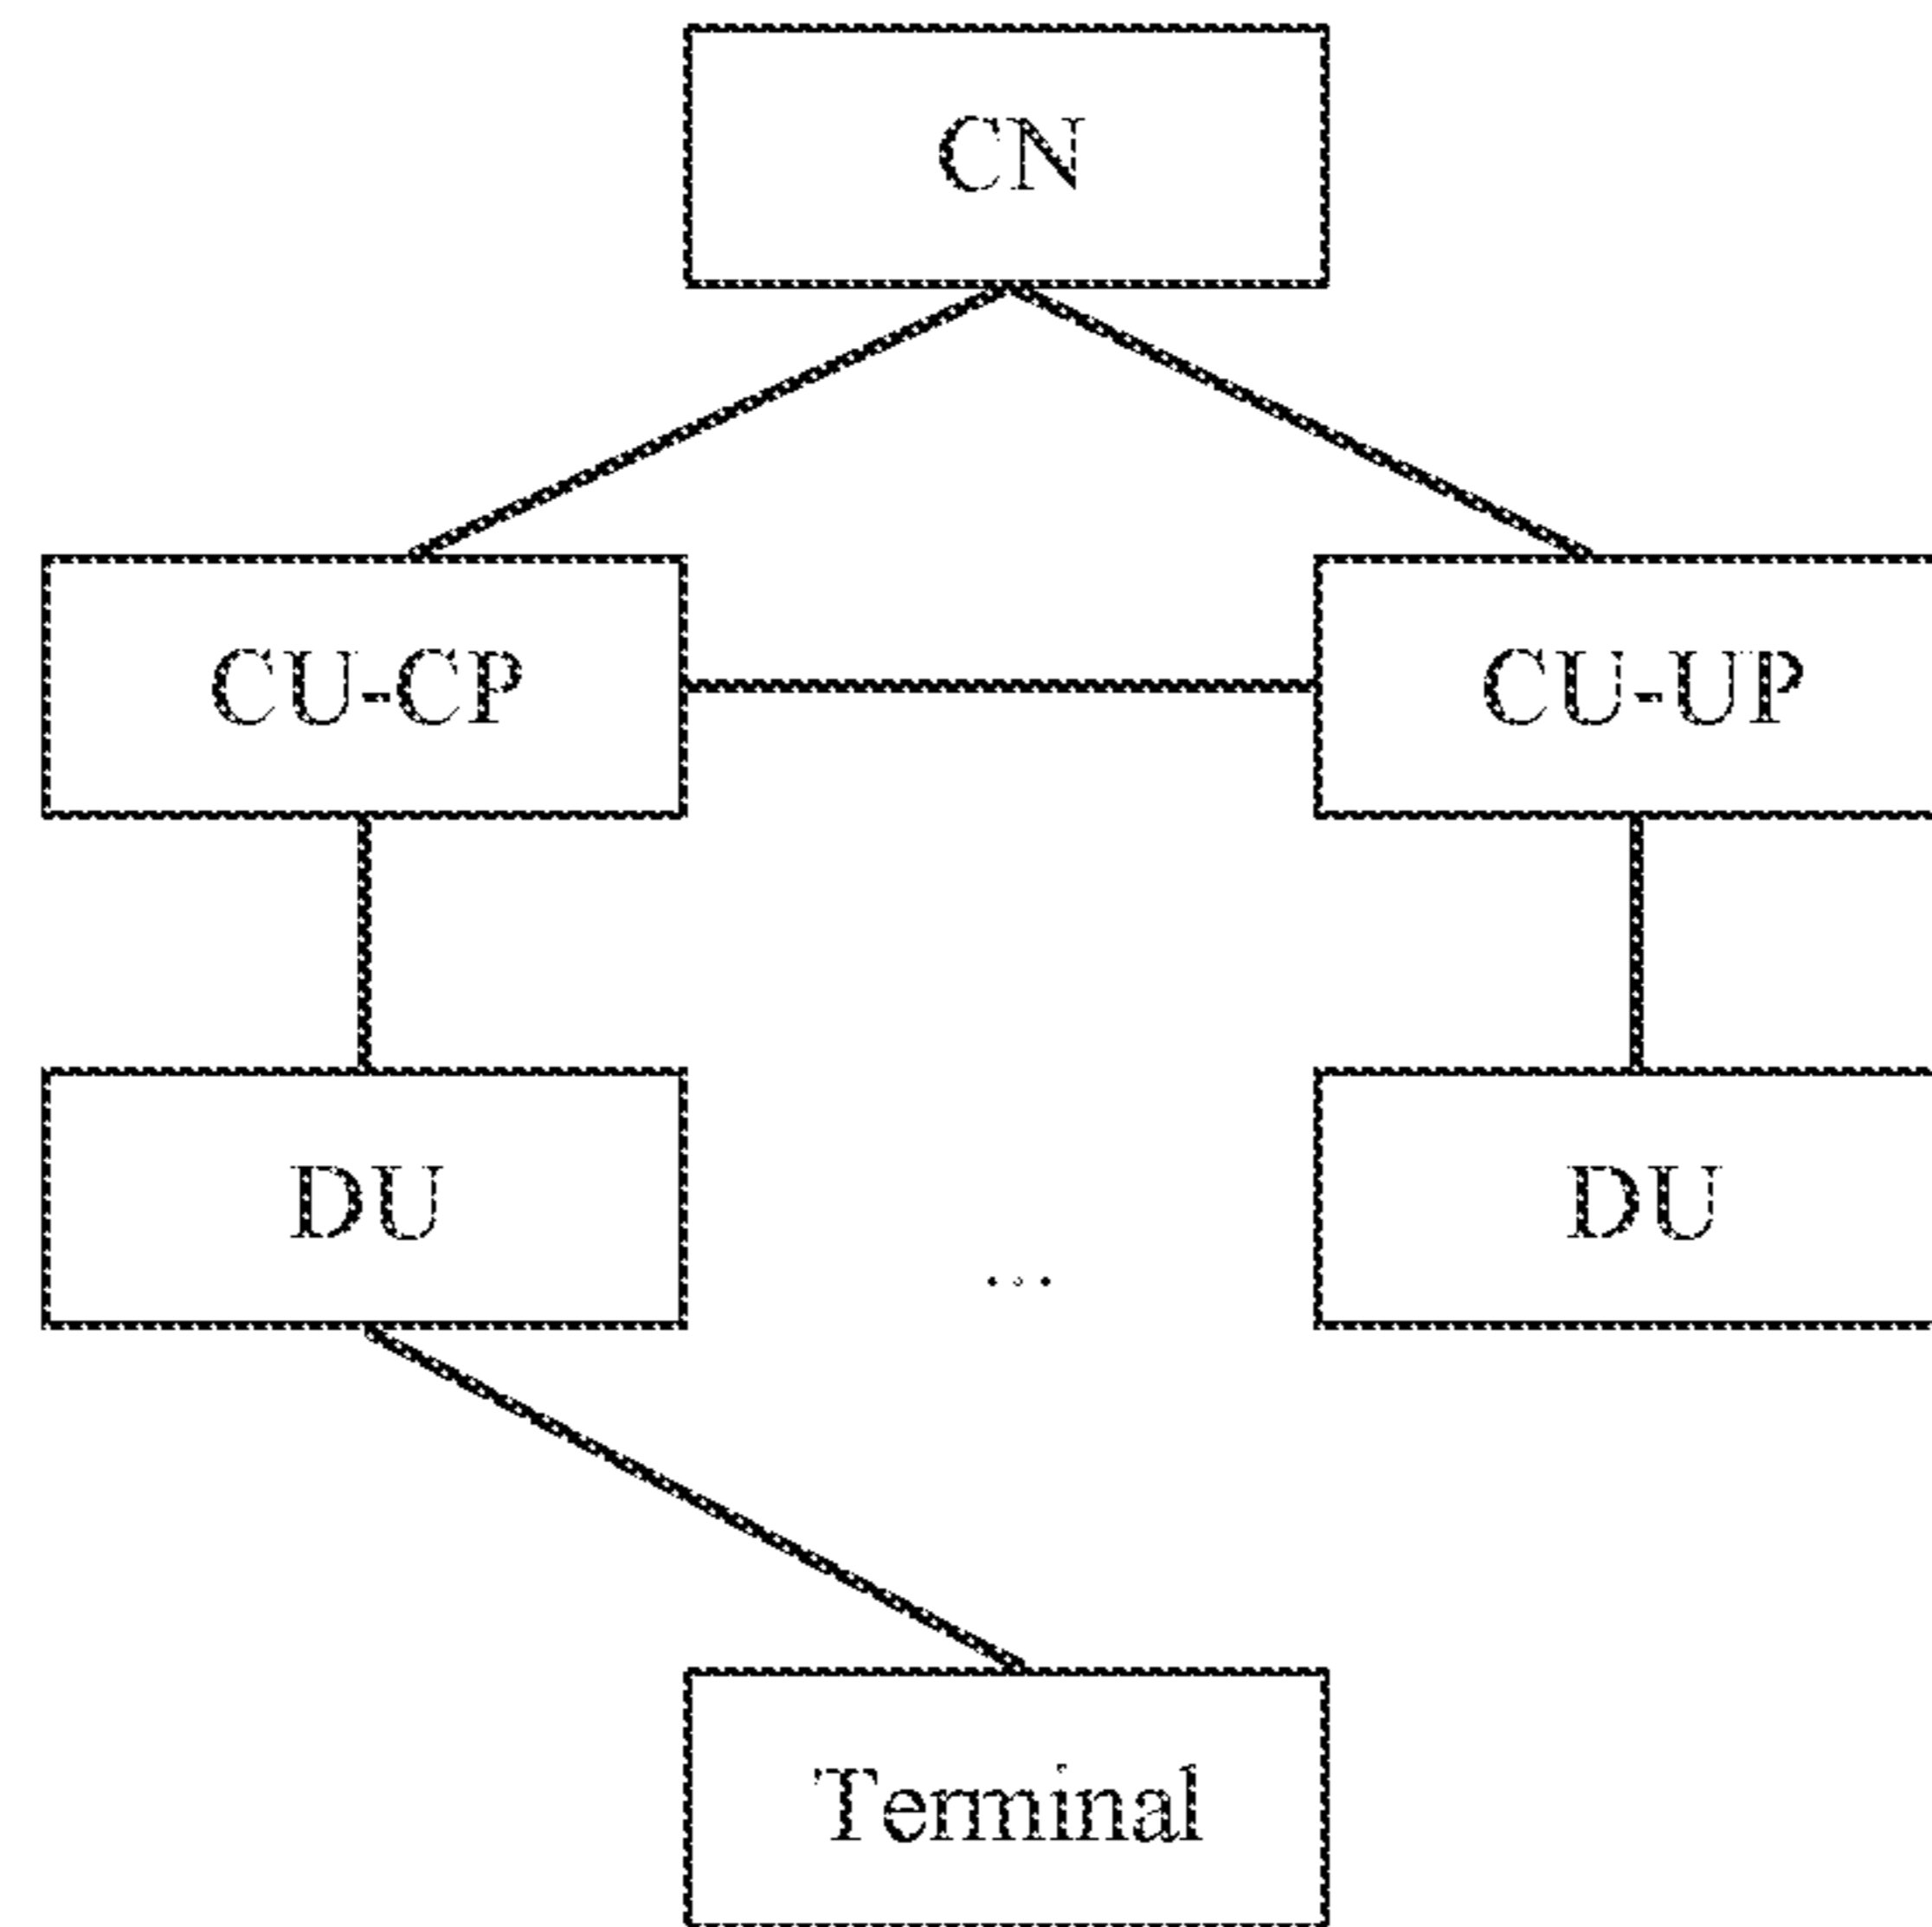 CN
CU-CP
CU-UP
DU
...
DU
Terminal